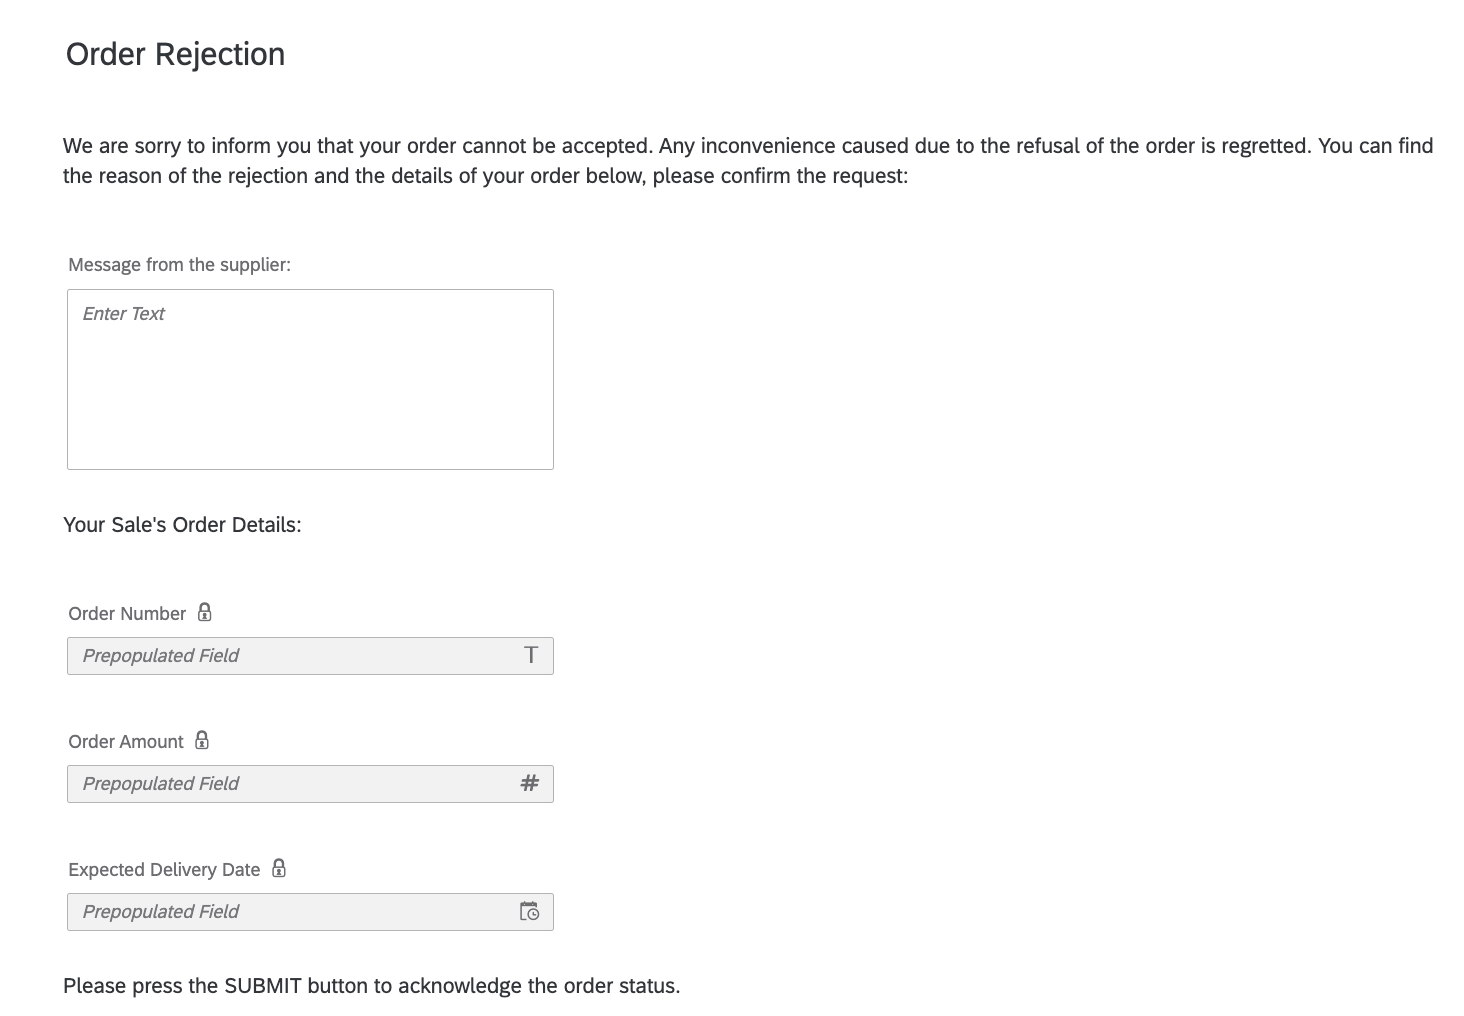 Order Rejection
We are sorry to inform you that your order cannot be accepted. Any inconvenience caused due to the refusal of the order is regretted. You can find
the reason of the rejection and the details of your order below, please confirm the request:
Message from the supplier:
Enter Text
Your Sale's Order Details:
Order Number
Prepopulated Field
Order Amount
Prepopulated Field
Expected Delivery Date
Prepopulated Field
Please press the SUBMIT button to acknowledge the order status.